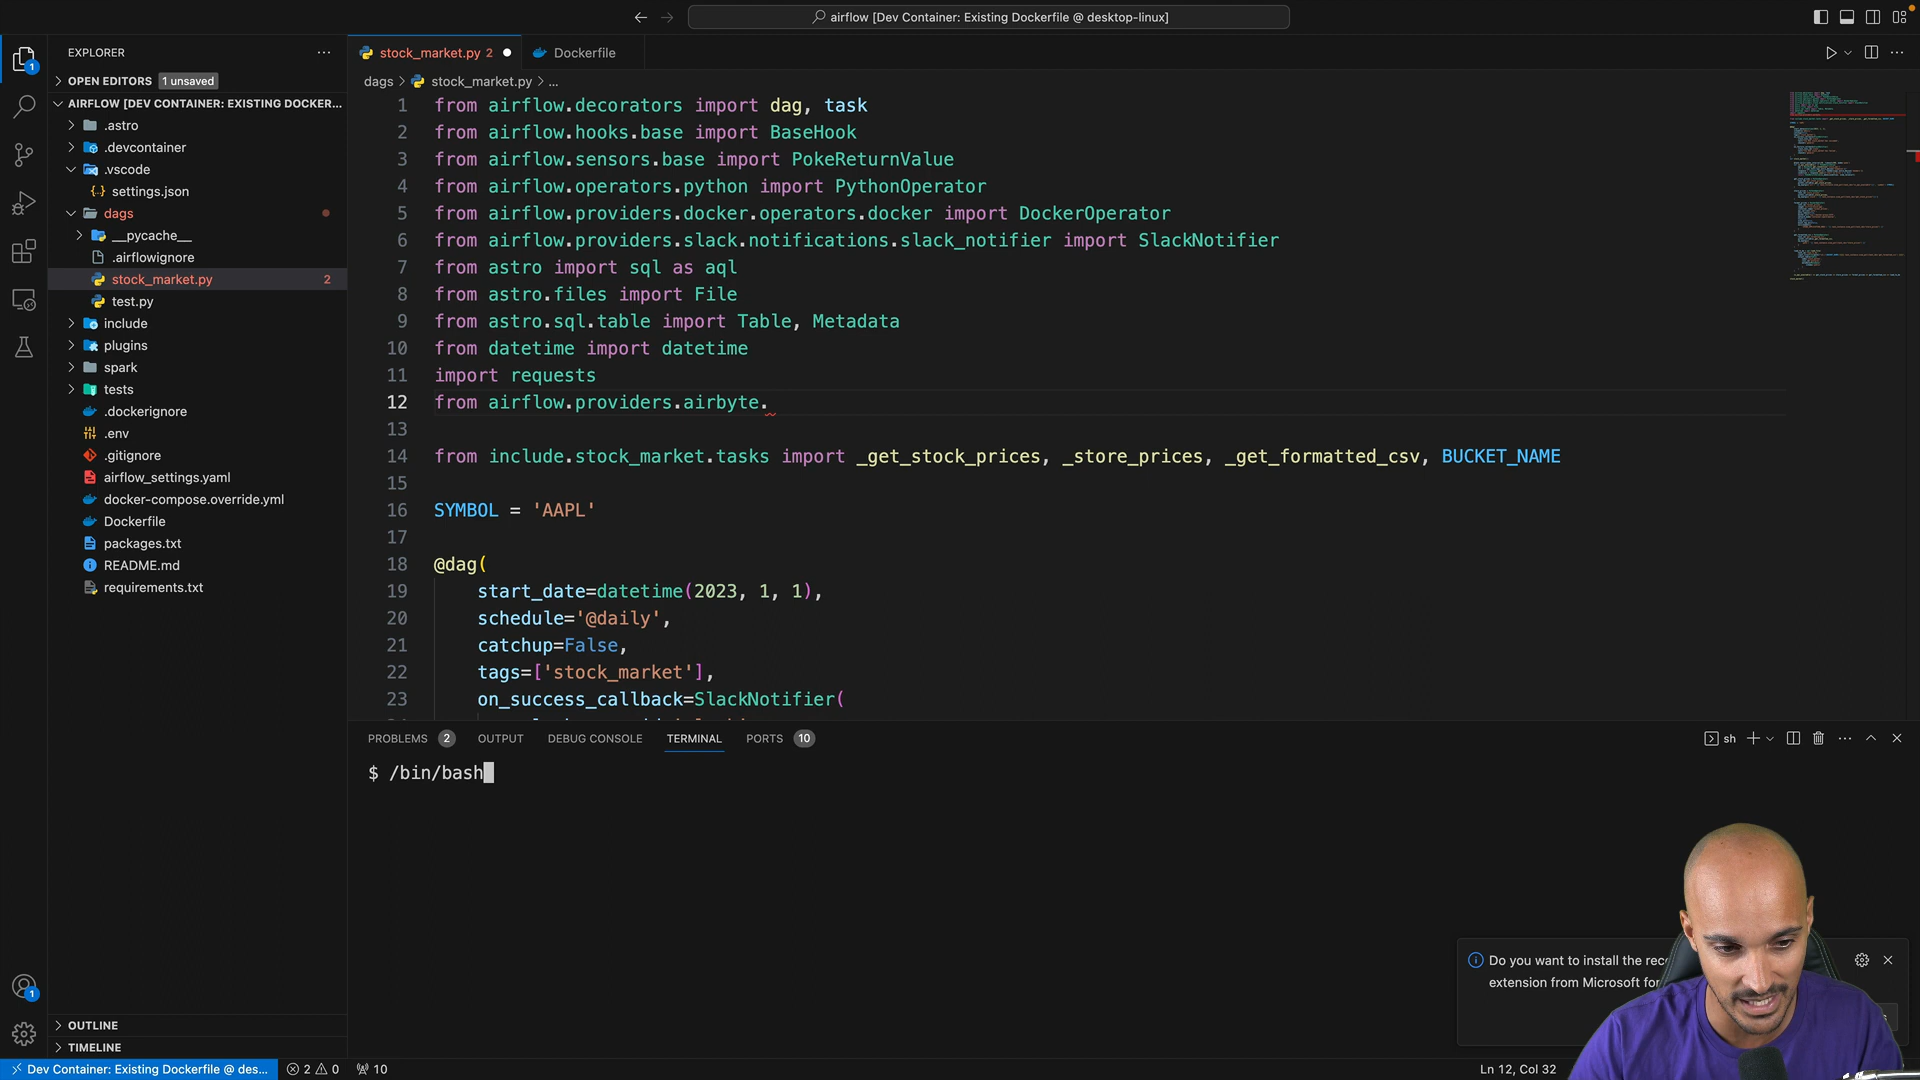 airflow [Dev Container: Existing Dockerfile @ desktop-linux]
EXPLORER
OPEN EDITORS 1 unsaved
AIRFLOW [DEV CONTAINER: EXISTING DOCKER...
.astro
.devcontainer
.vscode
settings.json
dags
__pycache__
.airflowignore
stock_market.py 2
test.py
include
plugins
spark
tests
.dockerignore
.env
.gitignore
airflow_settings.yaml
docker-compose.override.yml
Dockerfile
packages.txt
README.md
requirements.txt
OUTLINE
TIMELINE
1
1
stock_market.py 2
Dockerfile
dags > stock_market.py > ...
1 from airflow.decorators import dag, task
2 from airflow.hooks.base import BaseHook
3 from airflow.sensors.base import PokeReturnValue
4 from airflow.operators.python import PythonOperator
5 from airflow.providers.docker.operators.docker import DockerOperator
6 from airflow.providers.slack.notifications.slack_notifier import SlackNotifier
7 from astro import sql as aql
8 from astro.files import File
9 from astro.sql.table import Table, Metadata
10 from datetime import datetime
11 import requests
12 from airflow.providers.airbyte.
13
14 from include.stock_market.tasks import _get_stock_prices, _store_prices, _get_formatted_csv, BUCKET_NAME
15
16 SYMBOL = 'AAPL'
17
18 @dag(
19 start_date=datetime(2023, 1, 1),
20 schedule='@daily',
21 catchup=False,
22 tags=['stock_market'],
23 on_success_callback=SlackNotifier(
PROBLEMS 2 OUTPUT DEBUG CONSOLE TERMINAL PORTS 10
sh
$ /bin/bash
Do you want to install the
extension from Microsoft
Dev Container: Existing Dockerfile @ des... 2 0 10
Ln 12, Col 32